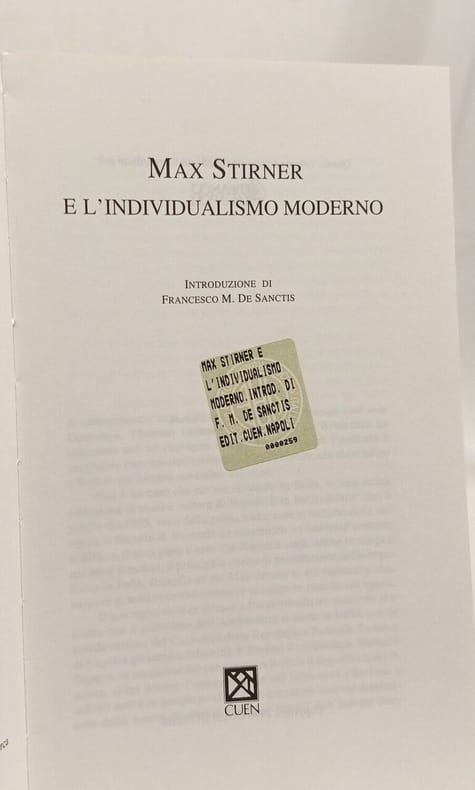 MAX STIRNER
E L'INDIVIDUALISMO MODERNO
INTRODUZIONE DI
FRANCESCO M. DE SANCTIS
MAX STIRNER E
L'INDIVIDUALISMO
MODERNO.INTROD. DI
F. M. DE SANCTIS
EDIT.CUEN.NAPOLI
0000259
CUEN